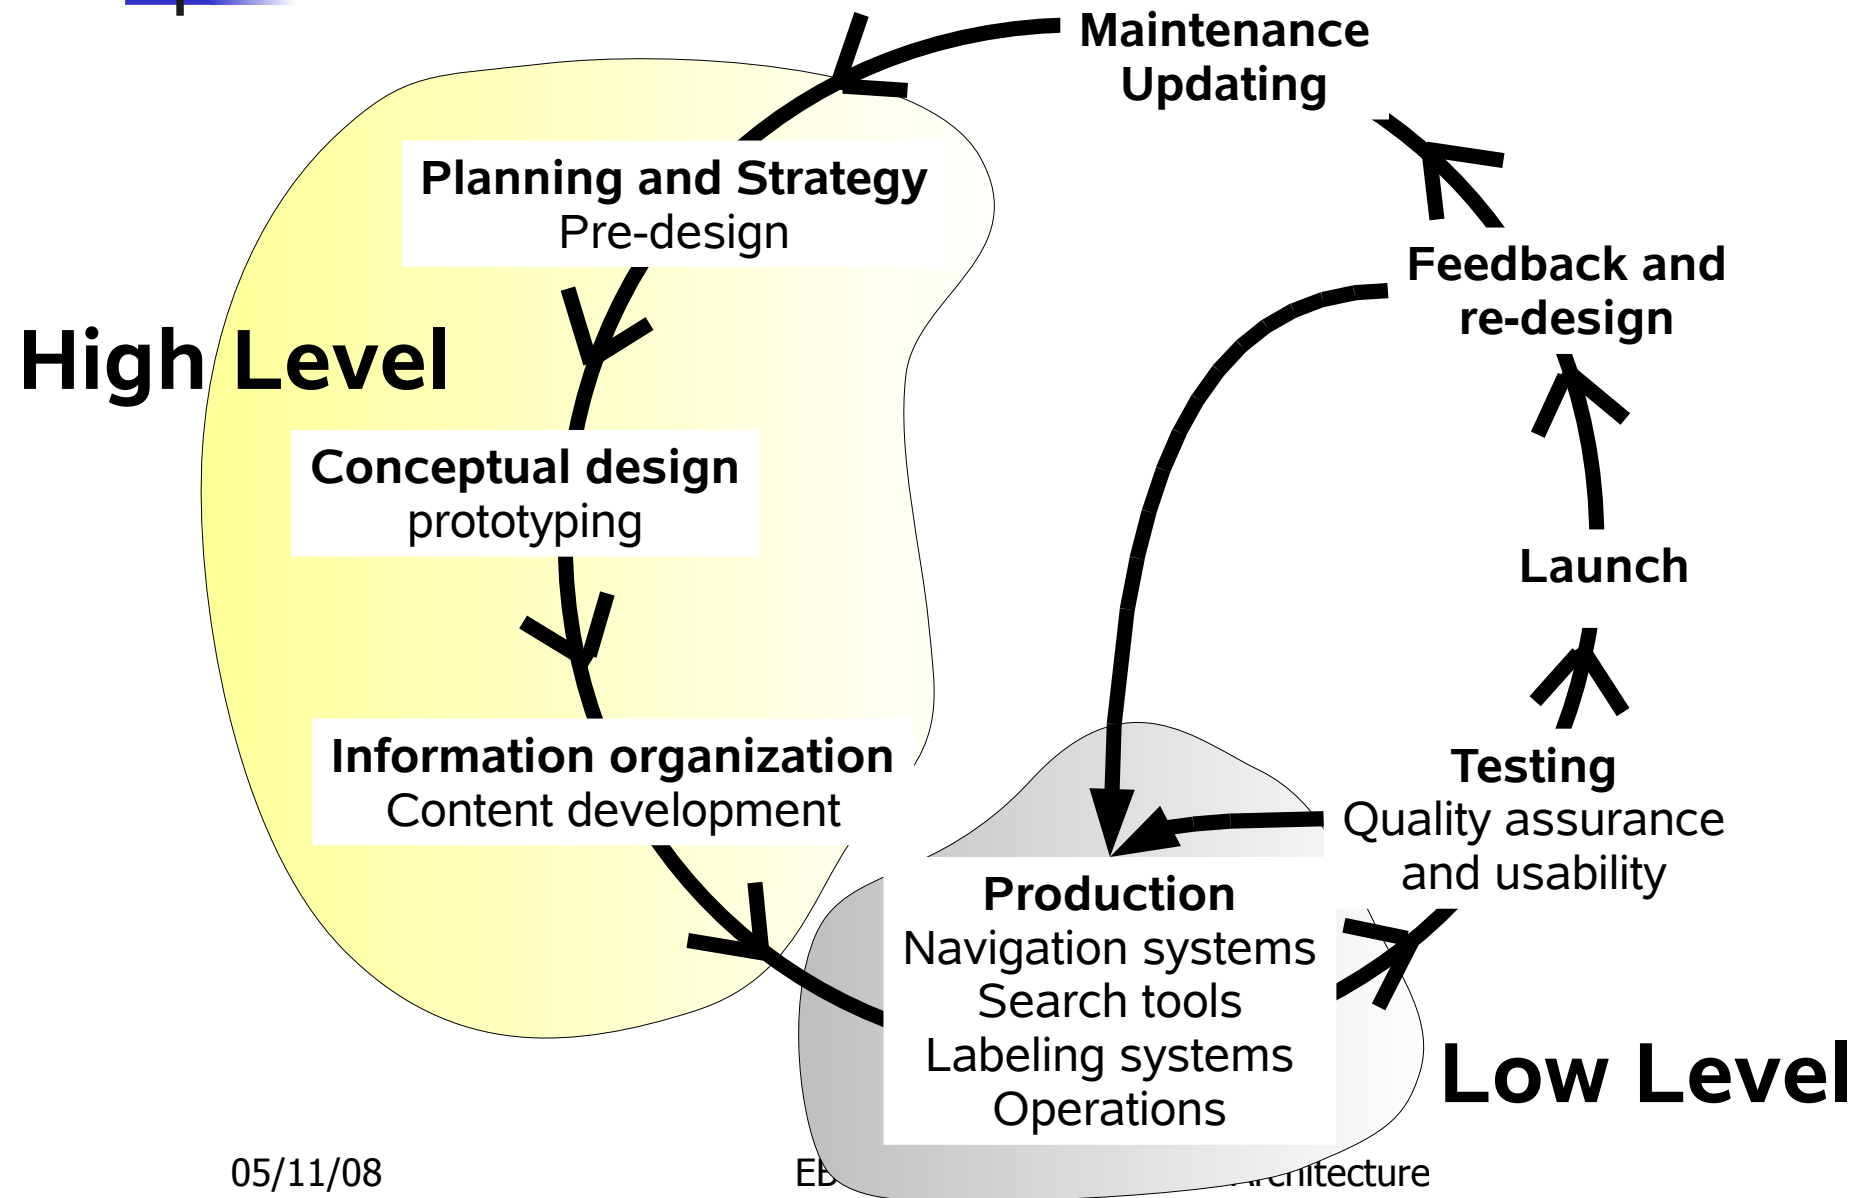 Maintenance
Updating
Planning and Strategy
Pre-design
Feedback and
re-design
High Level
Conceptual design
prototyping
Launch
Information organization
Content development
Testing
Quality assurance
and usability
Production
Navigation systems
Search tools
Labeling systems
Operations
Low Level
05/11/08